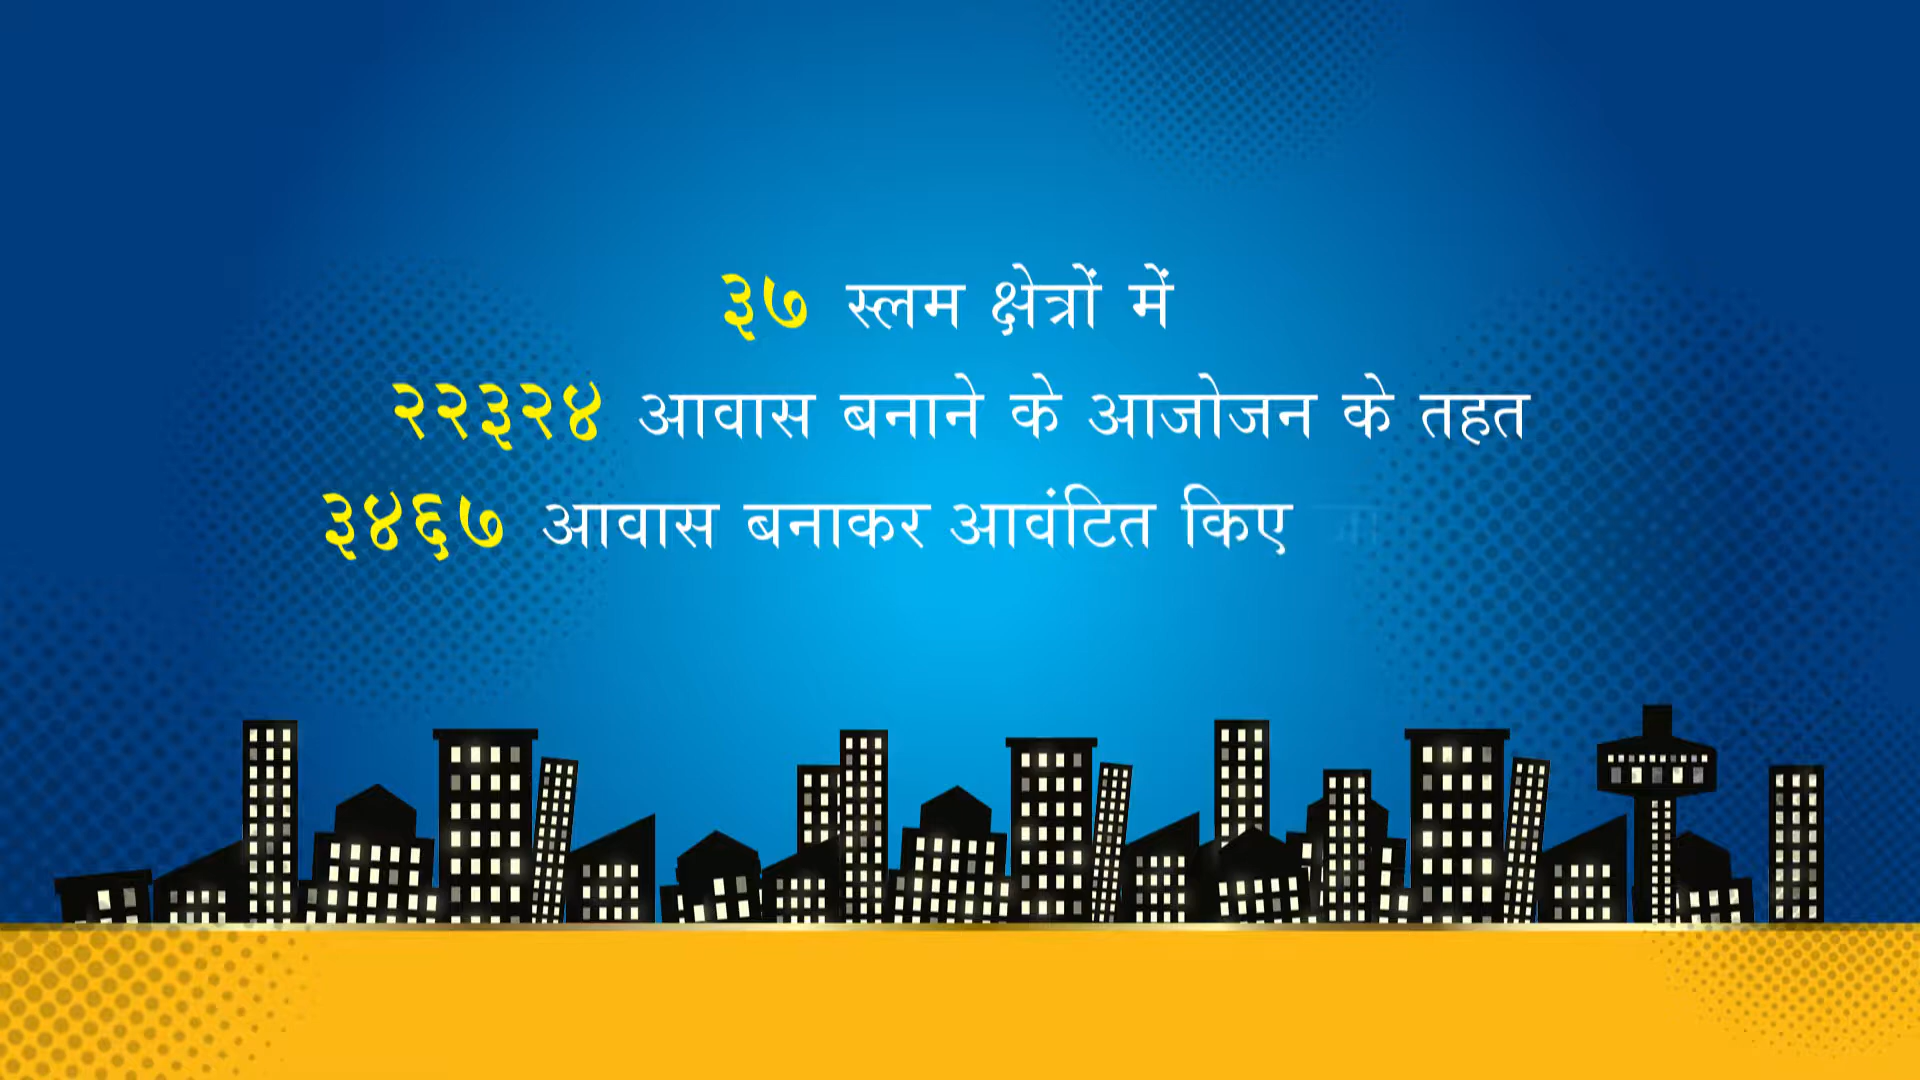 ३७ स्लम क्षेत्रों में
२२३२४ आवास बनाने के आजोजन के तहत
३४६७ आवास बनाकर आवंटित किए